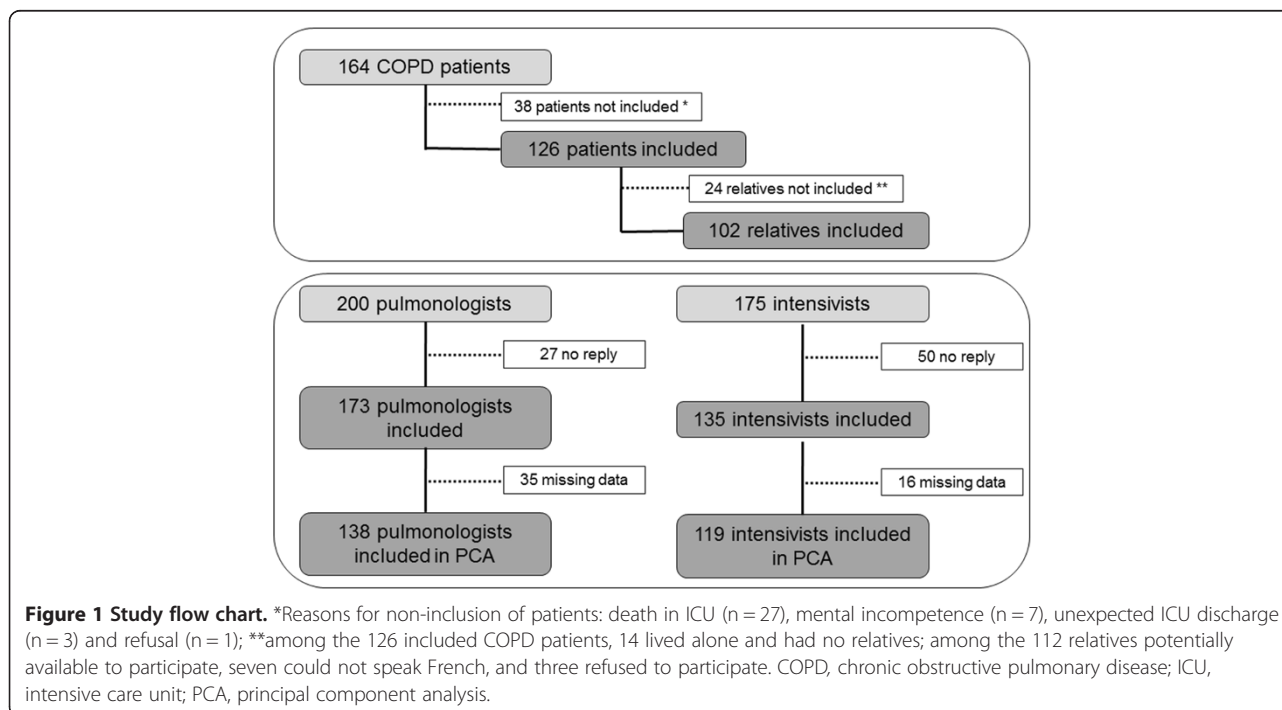 164 COPD patients
38 patients not included *
126 patients included
24 relatives not included **
102 relatives included
200 pulmonologists
27 no reply
173 pulmonologists
included
35 missing data
138 pulmonologists
included in PCA
175 intensivists
50 no reply
135 intensivists included
16 missing data
119 intensivists included
in PCA
Figure 1 Study flow chart. *Reasons for non-inclusion of patients: death in ICU (n = 27), mental incompetence (n = 7), unexpected ICU discharge
(n = 3) and refusal (n = 1); **among the 126 included COPD patients, 14 lived alone and had no relatives; among the 112 relatives potentially
available to participate, seven could not speak French, and three refused to participate. COPD, chronic obstructive pulmonary disease; ICU,
intensive care unit; PCA, principal component analysis.